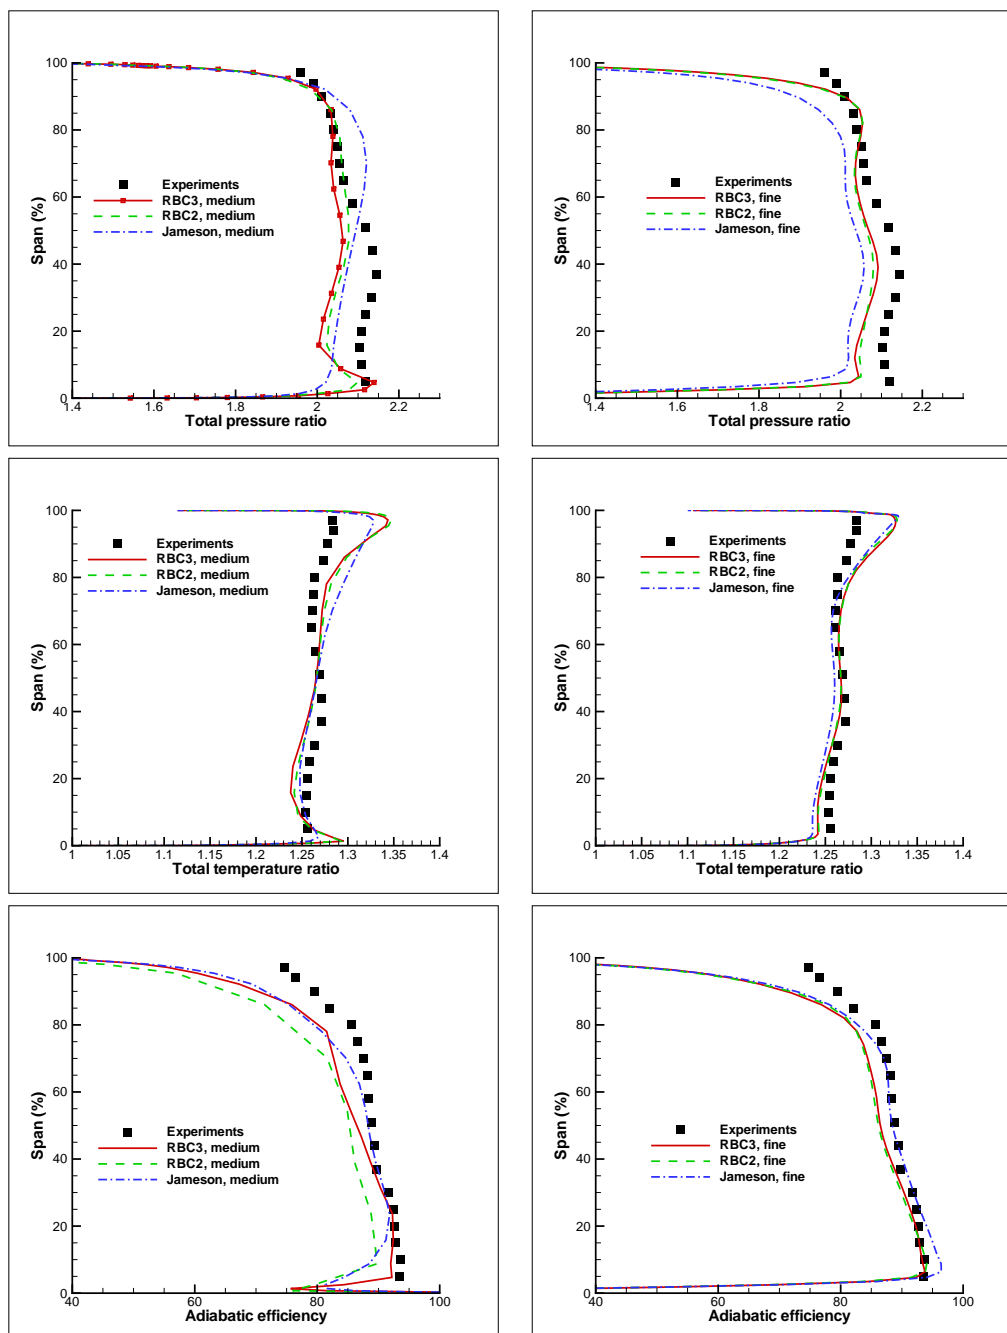 100
80
60
40
20
0
Span (%)
Experiments
RBC3, medium
RBC2, medium
Jameson, medium
1.4
1.6
1.8
2
2.2
Total pressure ratio
100
80
60
40
20
0
Span (%)
Experiments
RBC3, fine
RBC2, fine
Jameson, fine
1.4
1.6
1.8
2
2.2
Total pressure ratio
100
80
60
40
20
0
Span (%)
Experiments
RBC3, medium
RBC2, medium
Jameson, medium
1
1.05
1.1
1.15
1.2
1.25
1.3
1.35
1.4
Total temperature ratio
100
80
60
40
20
0
Span (%)
Experiments
RBC3, fine
RBC2, fine
Jameson, fine
1
1.05
1.1
1.15
1.2
1.25
1.3
1.35
1.4
Total temperature ratio
100
80
60
40
20
0
Span (%)
Experiments
RBC3, medium
RBC2, medium
Jameson, medium
40
60
80
100
Adiabatic efficiency
100
80
60
40
20
0
Span (%)
Experiments
RBC3, fine
RBC2, fine
Jameson, fine
40
60
80
100
Adiabatic efficiency